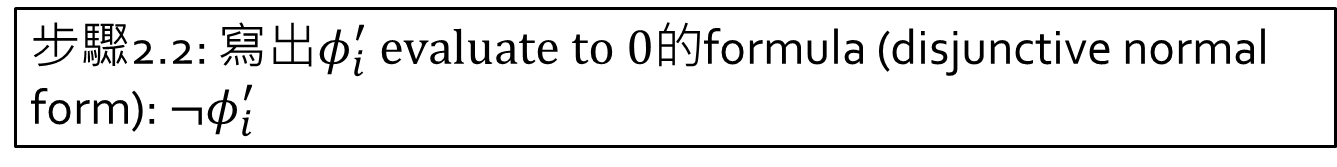 步驟2.2: 寫出ϕ′ᵢ evaluate to 0的formula (disjunctive normal
form): ¬ϕ′ᵢ